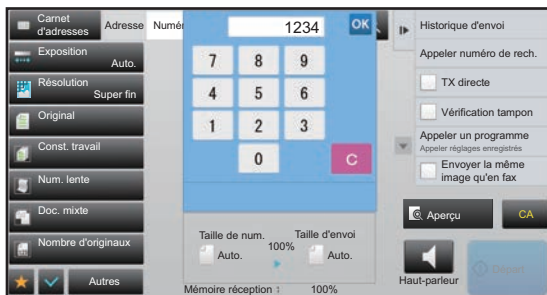 Carnet
d'adresses
Adresse
Numér
1234
OK
Historique d'envoi
Exposition
Auto.
7 8 9
Appeler numéro de rech.
Résolution
Super fin
4 5 6
TX directe
Original
1 2 3
Vérification tampon
Const. travail
0 C
Appeler un programme
Appeler réglages enregistrés
Num. lente
Envoyer la même
image qu'en fax
Doc. mixte
Aperçu
CA
Nombre d'originaux
Taille de num.
100%
Taille d'envoi
Auto.
Auto.
Autres
Mémoire réception : 100%
Haut-parleur
Départ